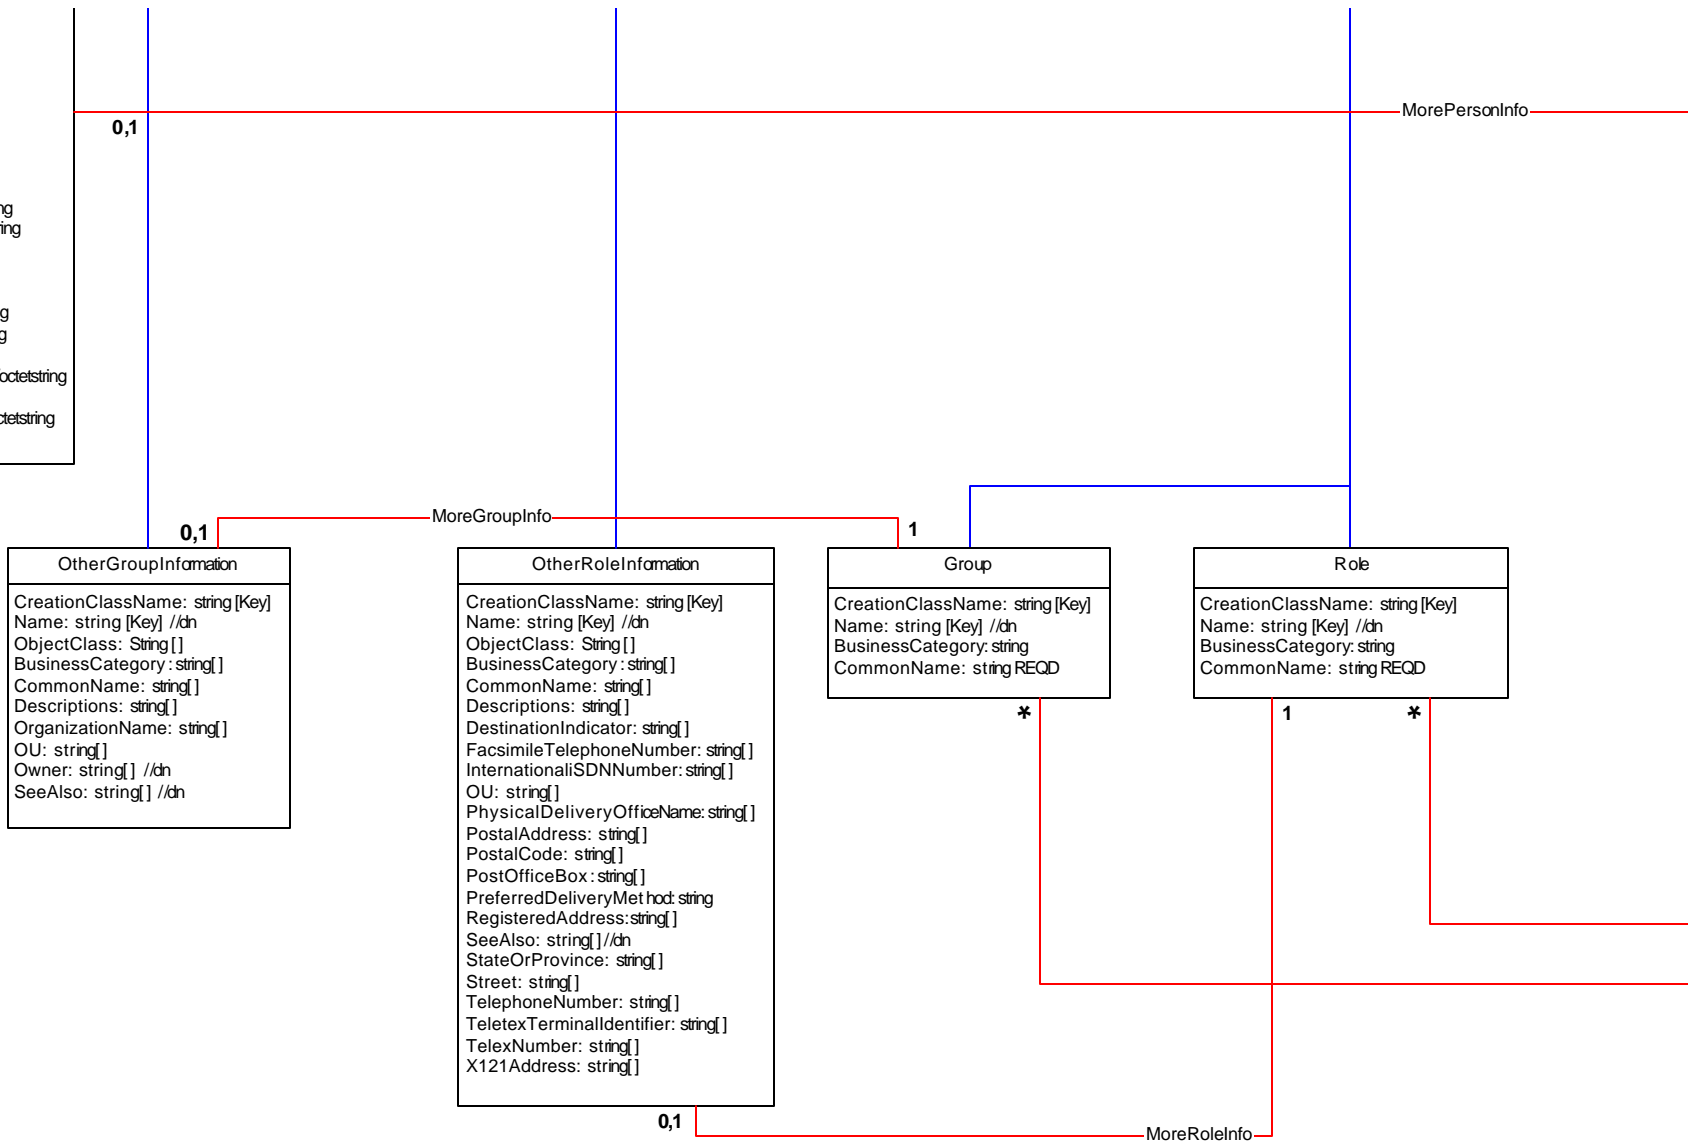 MorePersonInfo
0,1
ng
ring
g
g
octetstring
ctetstring
MoreGroupInfo
0,1
1
OtherGroupInformation
CreationClassName: string [Key]
Name: string [Key] //dn
ObjectClass: String[]
BusinessCategory: string[]
CommonName: string[]
Descriptions: string[]
OrganizationName: string[]
OU: string[]
Owner: string[] //dn
SeeAlso: string[] //dn
OtherRoleInformation
CreationClassName: string [Key]
Name: string [Key] //dn
ObjectClass: String[]
BusinessCategory: string[]
CommonName: string[]
Descriptions: string[]
DestinationIndicator: string[]
FacsimileTelephoneNumber: string[]
InternationaliSDNNumber: string[]
OU: string[]
PhysicalDeliveryOfficeName: string[]
PostalAddress: string[]
PostalCode: string[]
PostOfficeBox: string[]
PreferredDeliveryMethod: string
RegisteredAddress: string[]
SeeAlso: string[] //dn
StateOrProvince: string[]
Street: string[]
TelephoneNumber: string[]
TeletexTerminalIdentifier: string[]
TelexNumber: string[]
X121Address: string[]
0,1
Group
CreationClassName: string [Key]
Name: string [Key] //dn
BusinessCategory: string
CommonName: string REQD
*
Role
CreationClassName: string [Key]
Name: string [Key] //dn
BusinessCategory: string
CommonName: string REQD
1
*
MoreRoleInfo